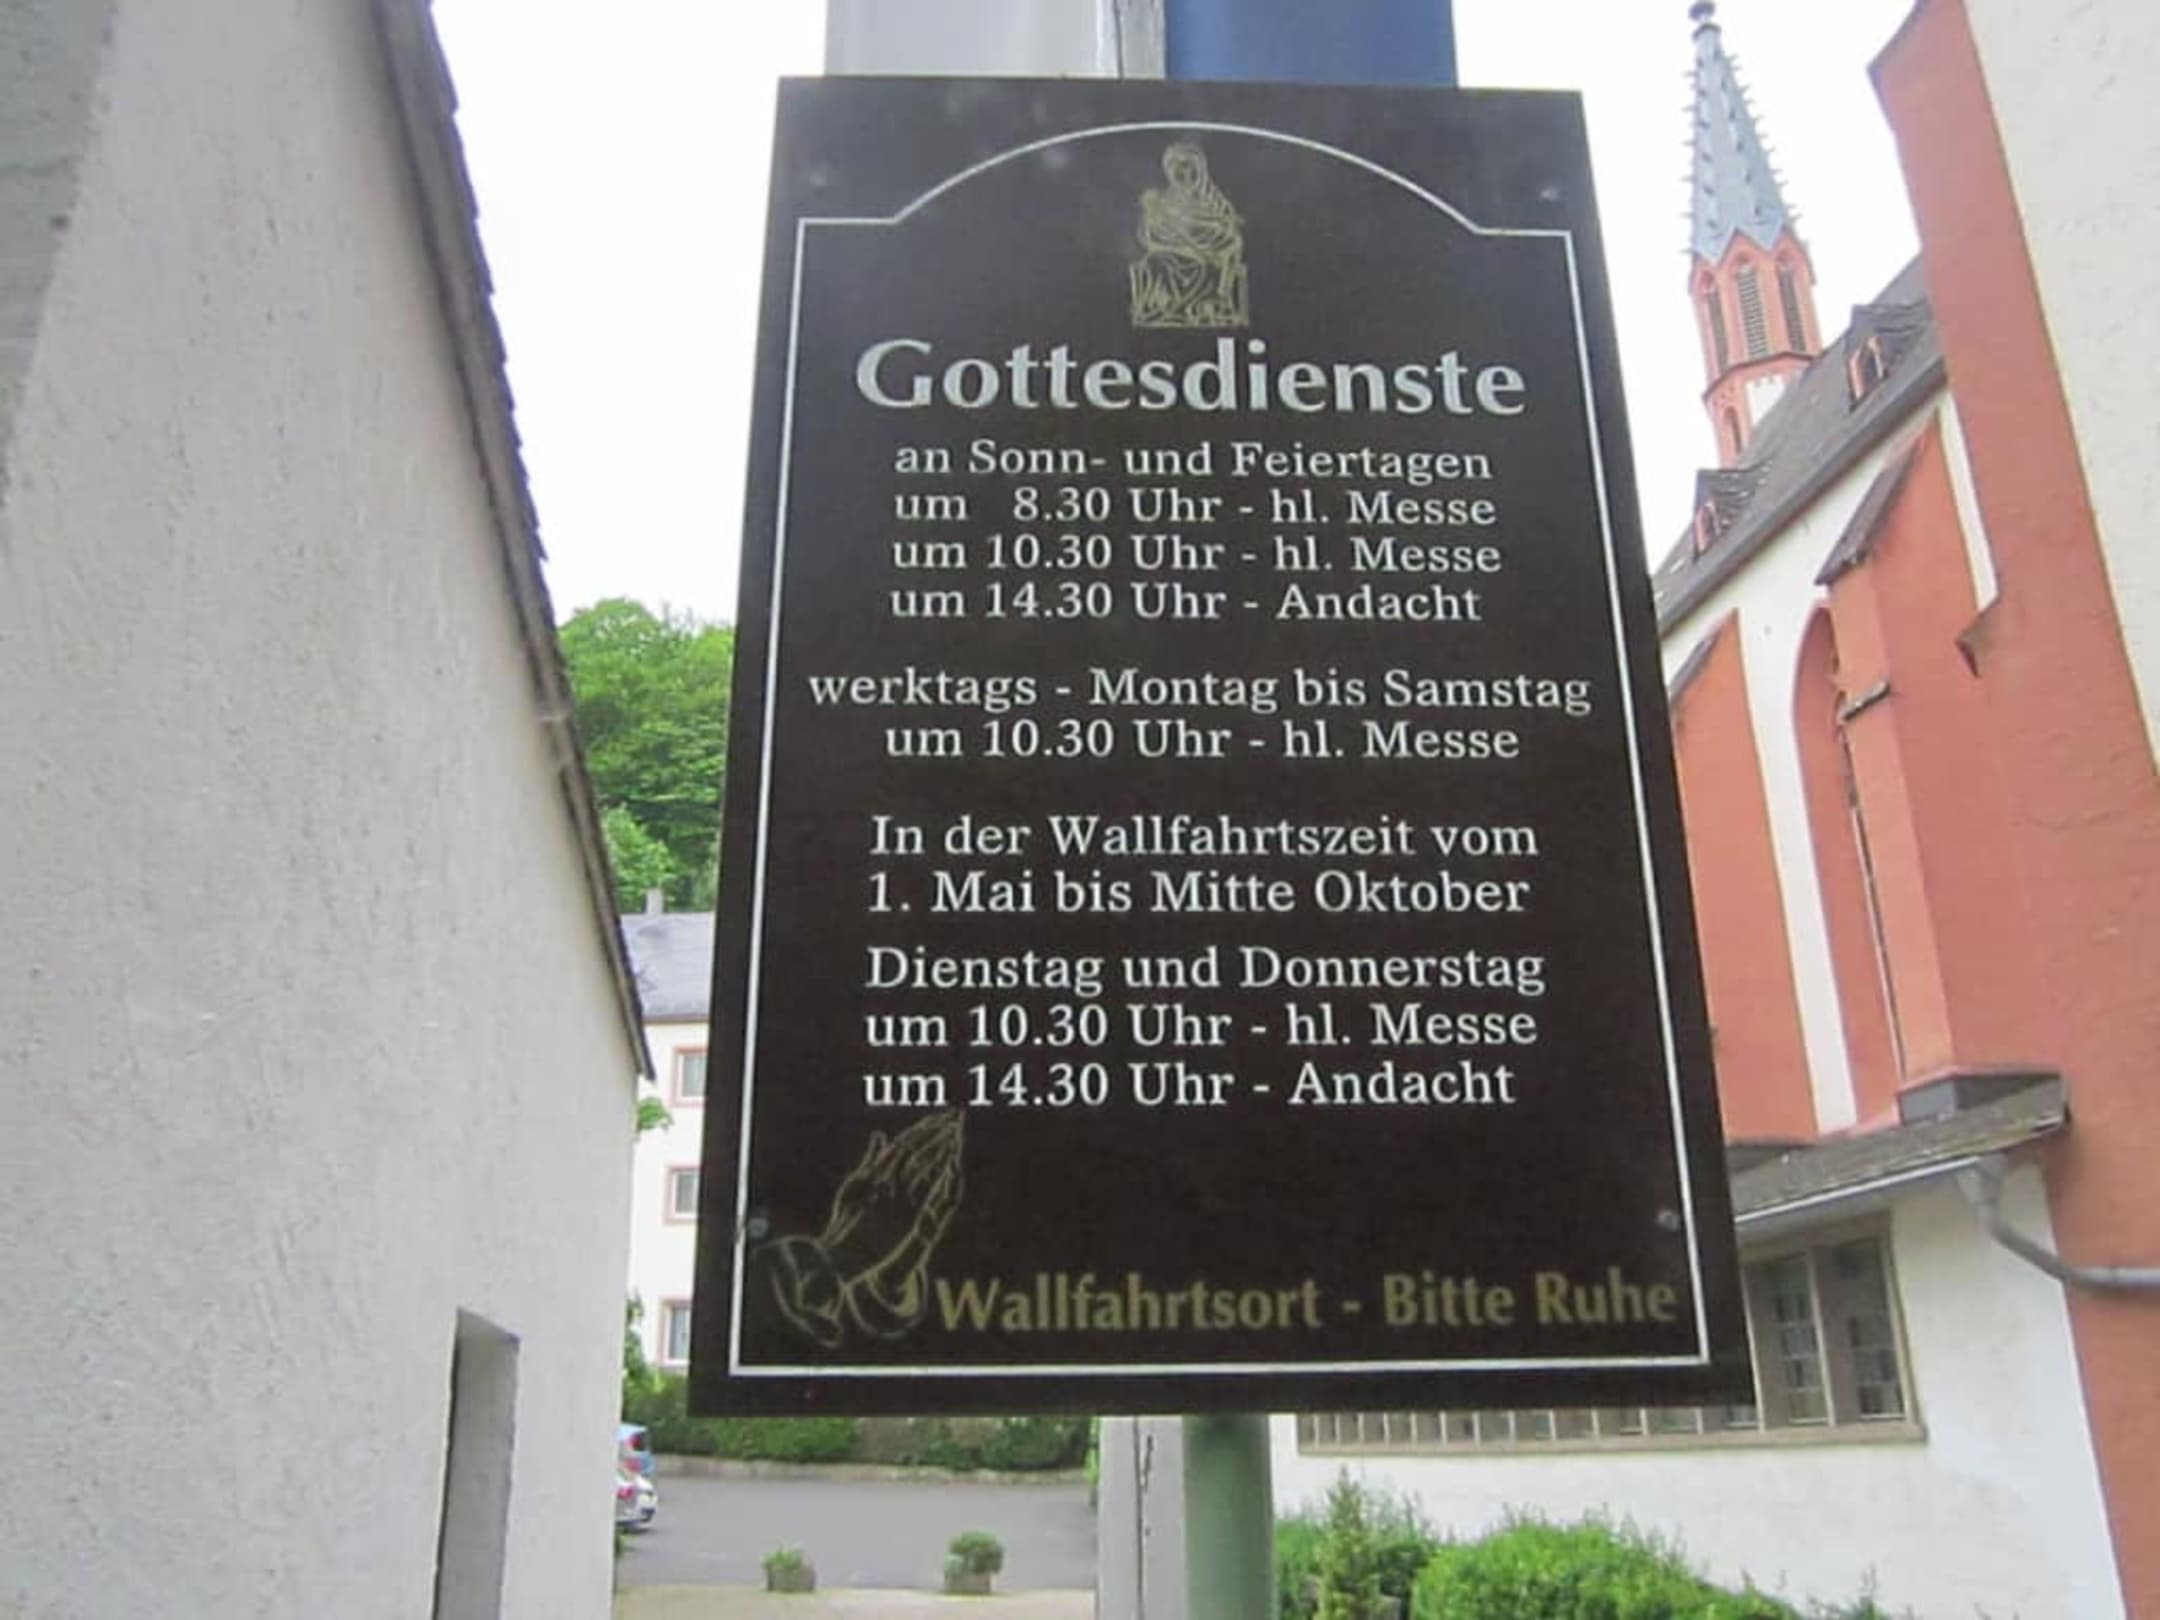 Gottesdienste
an Sonn- und Feiertagen
um 8.30 Uhr - hl. Messe
um 10.30 Uhr - hl. Messe
um 14.30 Uhr - Andacht
werktags - Montag bis Samstag
um 10.30 Uhr - hl. Messe
In der Wallfahrtszeit vom
1. Mai bis Mitte Oktober
Dienstag und Donnerstag
um 10.30 Uhr - hl. Messe
um 14.30 Uhr - Andacht
Wallfahrtsort - Bitte Ruhe